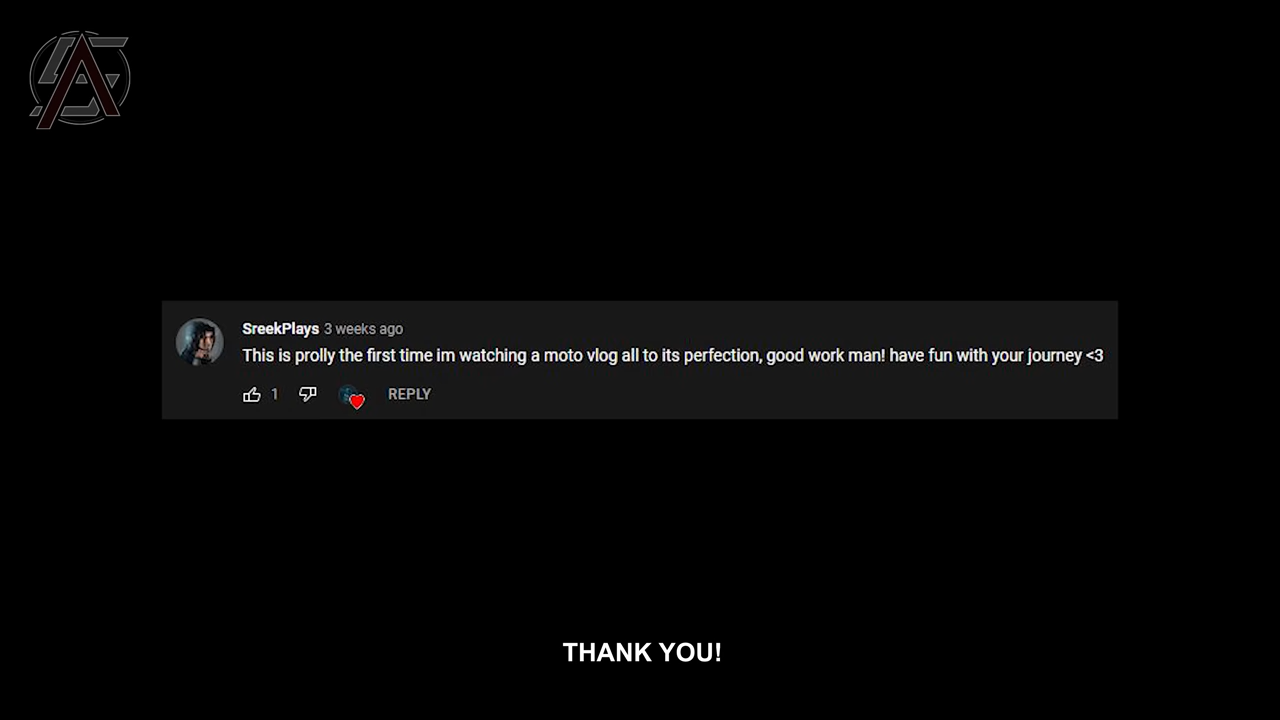 SreekPlays 3 weeks ago
This is prolly the first time im watching a moto vlog all to its perfection, good work man! have fun with your journey <3
1 REPLY
THANK YOU!